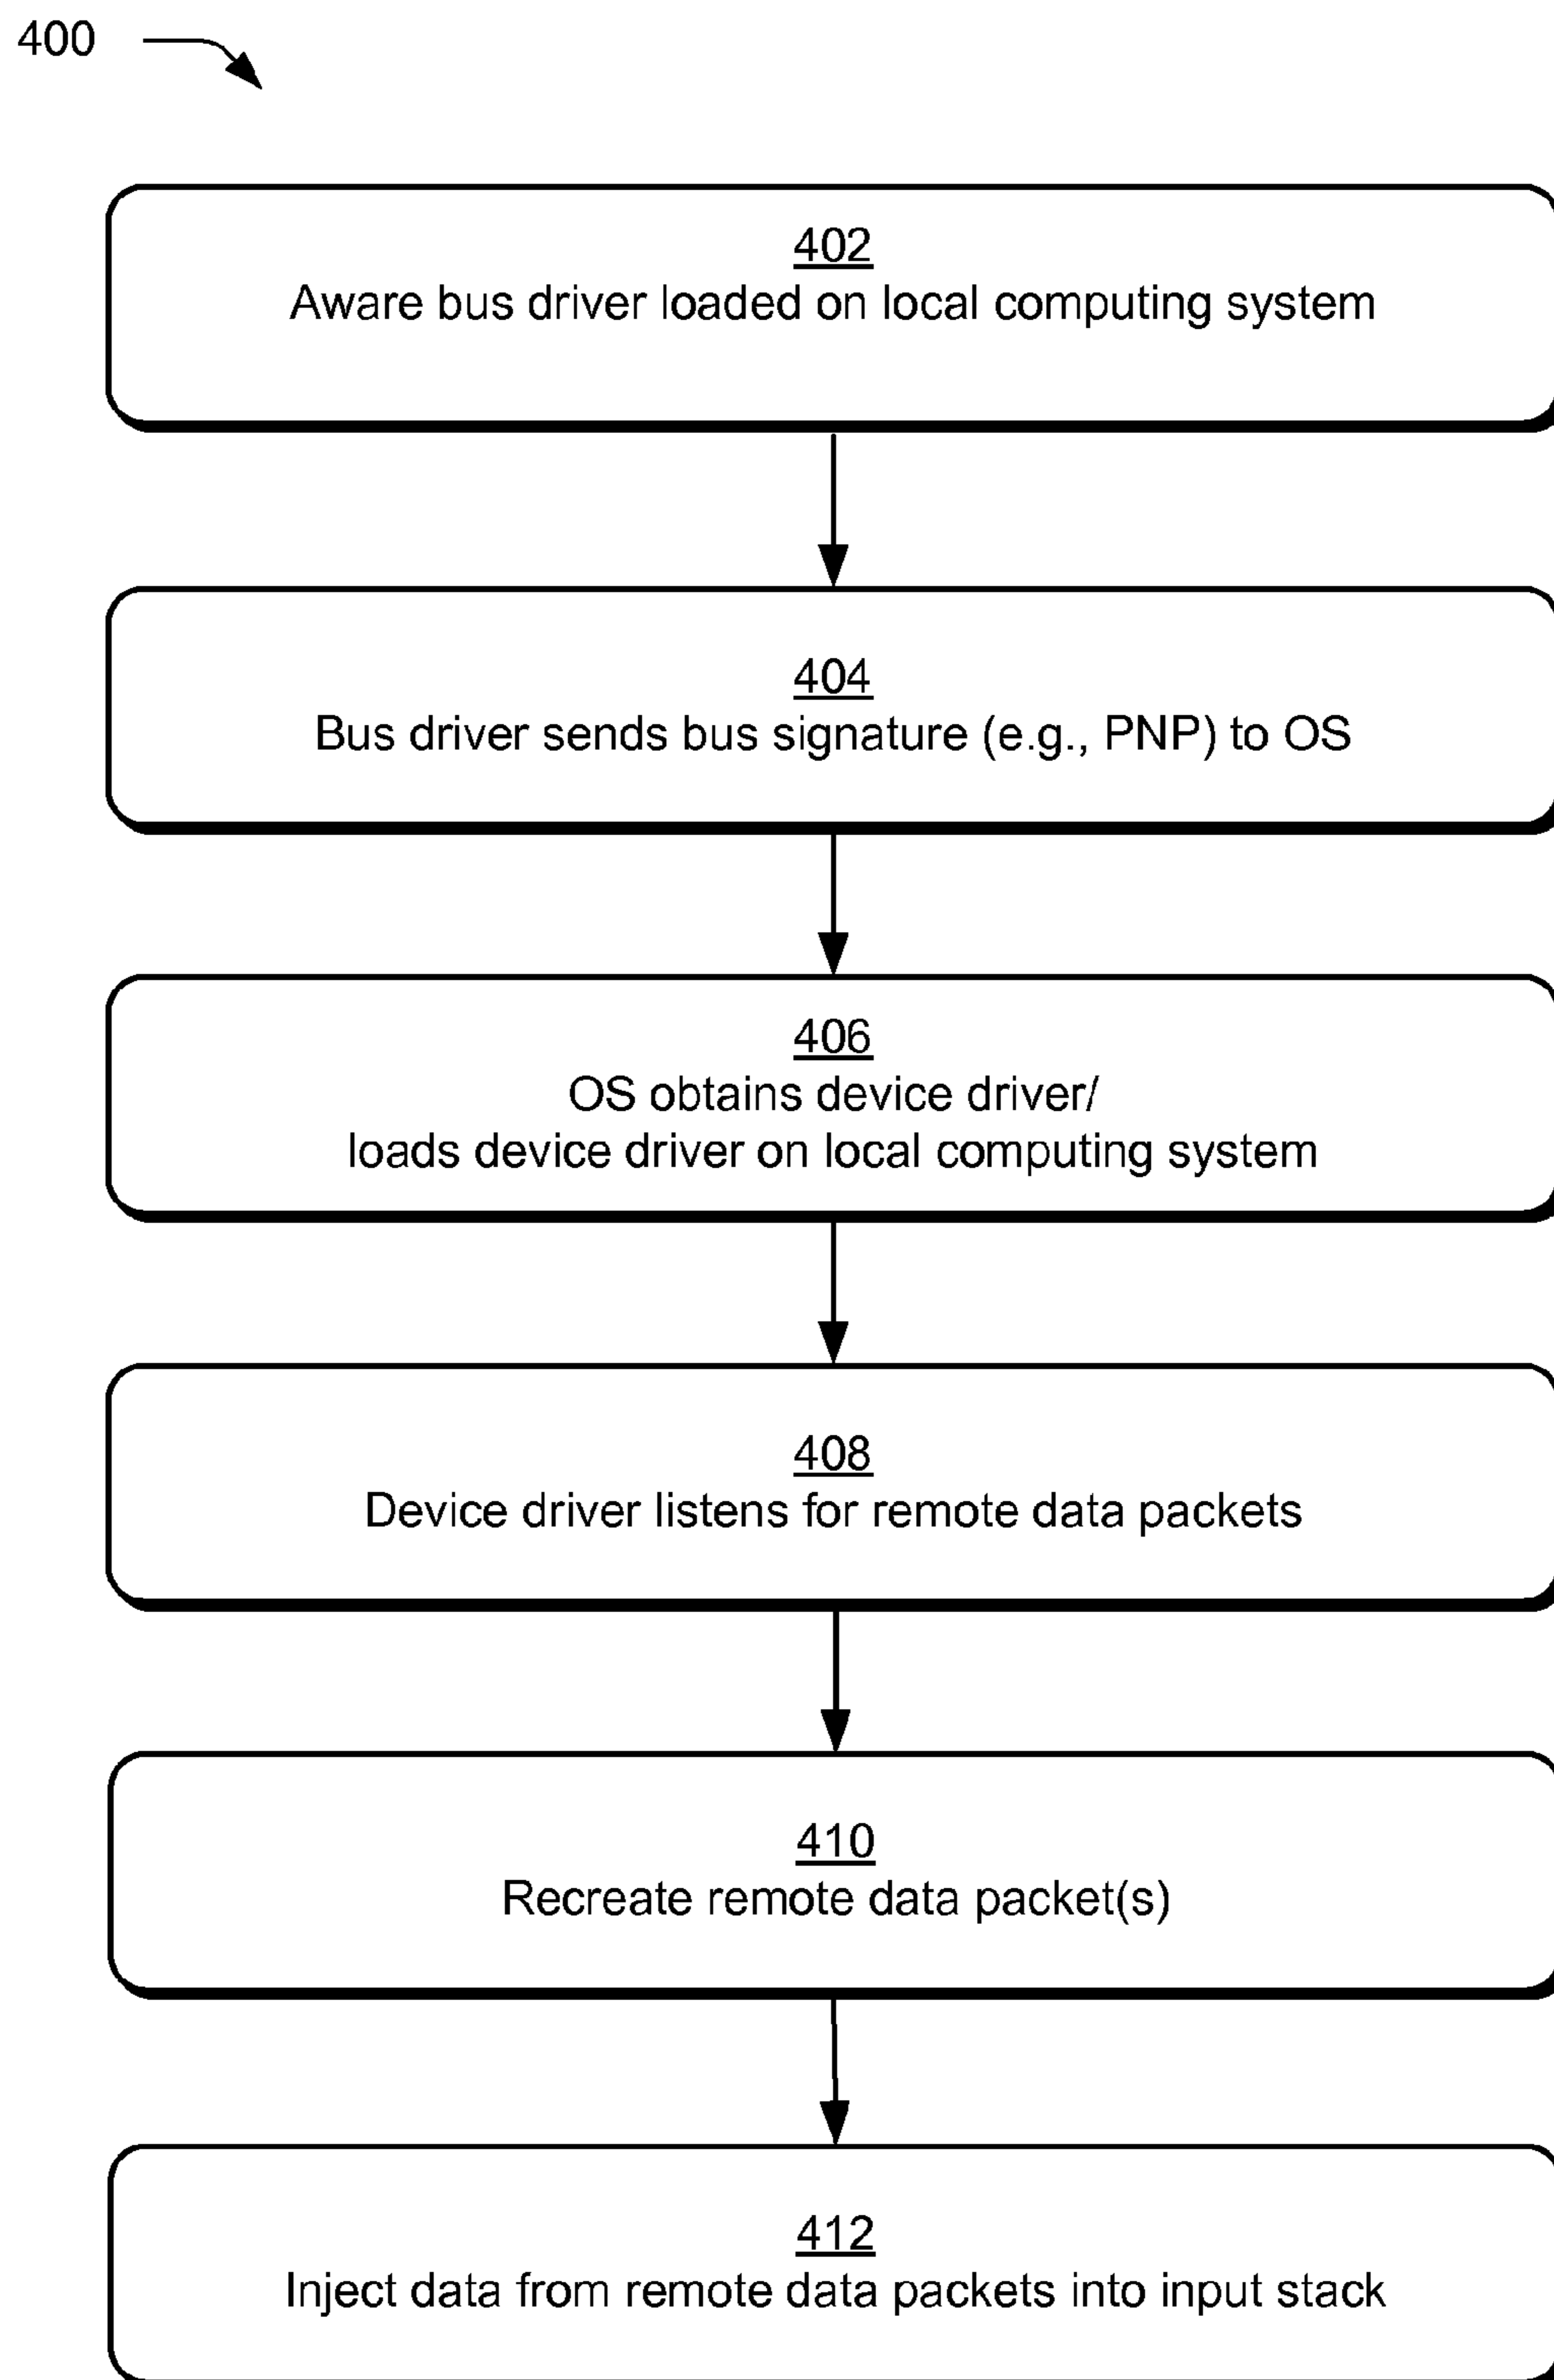 400
402
Aware bus driver loaded on local computing system
404
Bus driver sends bus signature (e.g., PNP) to OS
406
OS obtains device driver/
loads device driver on local computing system
408
Device driver listens for remote data packets
410
Recreate remote data packet(s)
412
Inject data from remote data packets into input stack